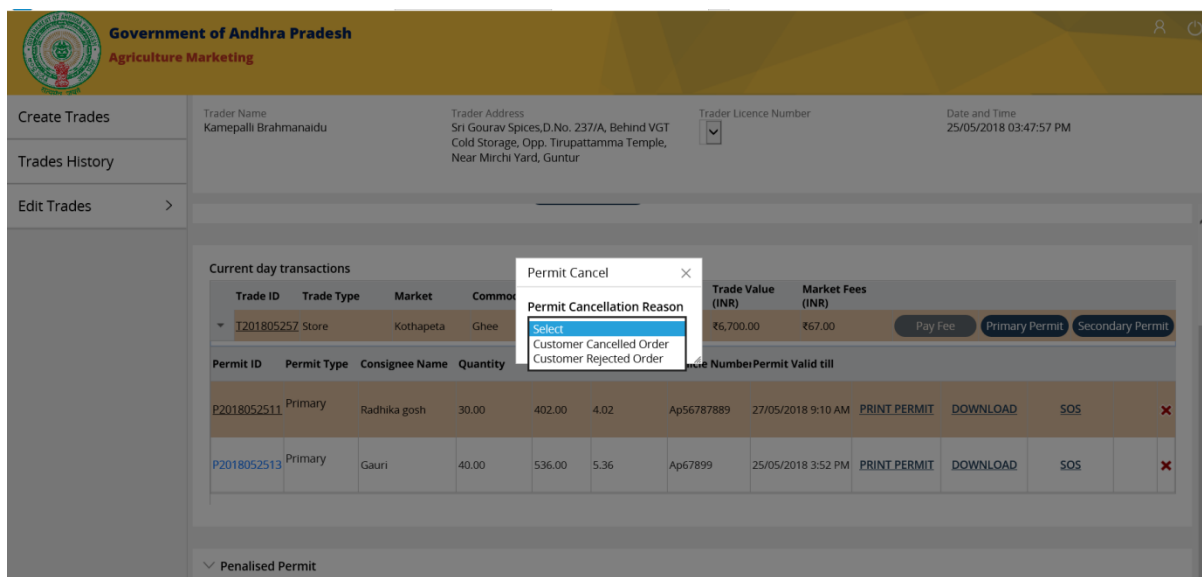 Government of Andhra Pradesh
Agriculture Marketing
Create Trades
Trades History
Edit Trades
Trader Name
Kamepalli Brahmanaidu
Trader Address
Sri Gourav Spices,D.No. 237/A, Behind VGT
Cold Storage, Opp. Tirupattamma Temple,
Near Mirchi Yard, Guntur
Trader Licence Number
Date and Time
25/05/2018 03:47:57 PM
Current day transactions
Trade ID Trade Type Market Commo Trade Value (INR) Market Fees (INR)
T201805257 Store Kothapeta Ghee ₹6,700.00 ₹67.00 Pay Fee Primary Permit Secondary Permit
Permit Cancel
Permit Cancellation Reason
Select
Customer Cancelled Order
Customer Rejected Order
Permit ID Permit Type Consignee Name Quantity Number Permit Valid till
P2018052511 Primary Radhika gosh 30.00 402.00 4.02 Ap56787889 27/05/2018 9:10 AM PRINT PERMIT DOWNLOAD SOS
P2018052513 Primary Gauri 40.00 536.00 5.36 Ap67899 25/05/2018 3:52 PM PRINT PERMIT DOWNLOAD SOS
Penalised Permit